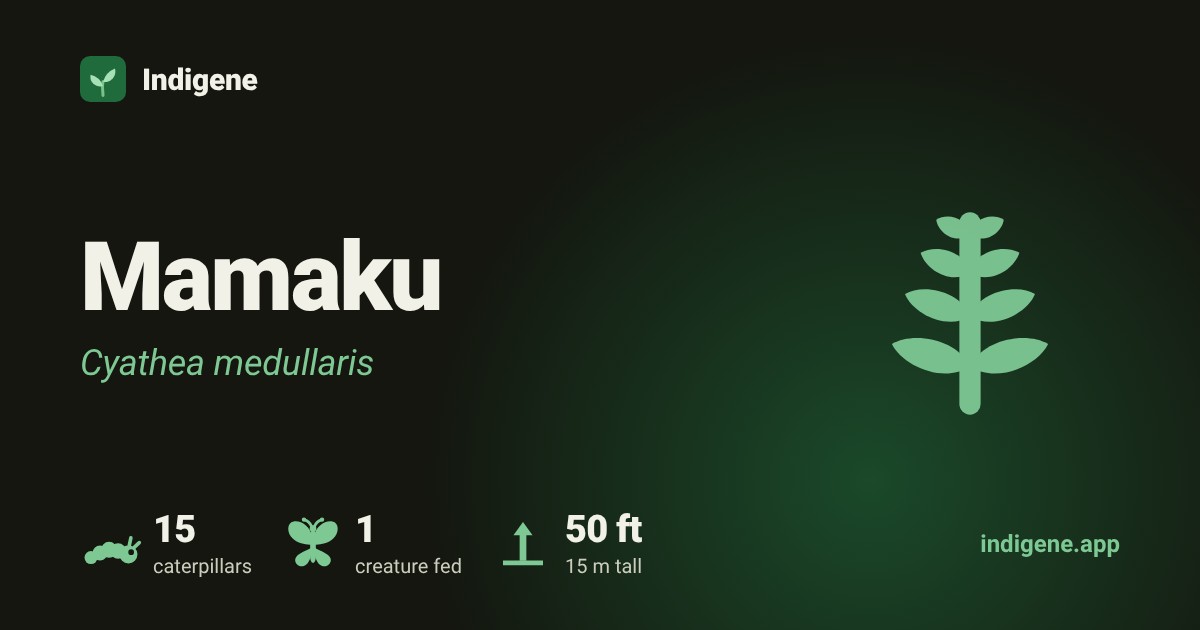 Indigene
Mamaku
Cyathea medullaris
15
caterpillars
1
creature fed
50 ft
15 m tall
indigene.app